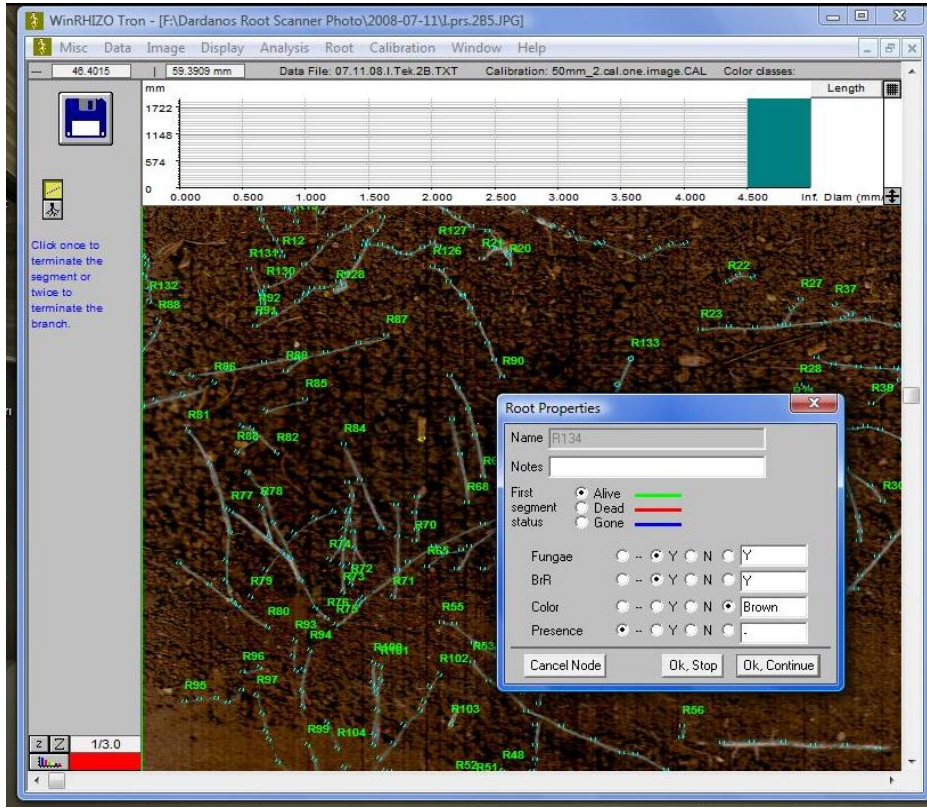 WinRHIZO Tron - [F:\Dardanos Root Scanner Photo\2008-07-11\I.prs.2B5.JPG]
Misc Data Image Display Analysis Root Calibration Window Help
--- 46.4015 | 59.3909 mm Data File: 07.11.08.I.Tek.2B.TXT Calibration: 50mm_2.cal.one.image.CAL Color classes:
mm
Length
1722
1148
574
0
0.000 0.500 1.000 1.500 2.000 2.500 3.000 3.500 4.000 4.500 Inf. Diam (mm
Click once to
terminate the
segment or
twice to
terminate the
branch.
R127
R12 R21 R20
R131 R126
R130 R128 R22
R132 R92 R27 R37
R88 R91
R87 R23
R133
R89 R90
R86 R28
R85
R81
R84
R82
R68
R77 R78
R70
R74 R65
R72
R79 R73 R71
R76
R80 R75 R55
R93
R94
R96 R101 R102 R53
R95 R97
R103 R56
R99 R104
R48
R52 R51
Root Properties
Name R134
Notes
First
segment
status
Alive
Dead
Gone
Fungae -- Y N Y
BrR -- Y N Y
Color -- Y N Brown
Presence -- Y N -
Cancel Node Ok, Stop Ok, Continue
z Z 1/3.0